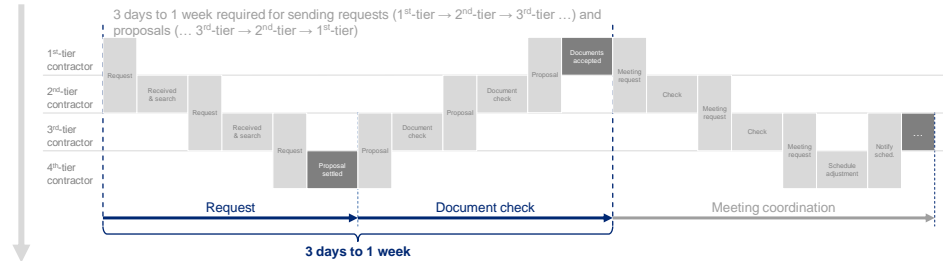 3 days to 1 week required for sending requests (1st-tier → 2nd-tier → 3rd-tier ...) and
proposals (... 3rd-tier → 2nd-tier → 1st-tier)
1st-tier
contractor
2nd-tier
contractor
3rd-tier
contractor
4th-tier
contractor
Request
Received
& search
Request
Received
& search
Request
Proposal
settled
Proposal
Document
check
Proposal
Document
check
Proposal
Documents
accepted
Meeting
request
Check
Meeting
request
Check
Meeting
request
Schedule
adjustment
Notify
sched.
...
Request
Document check
Meeting coordination
3 days to 1 week